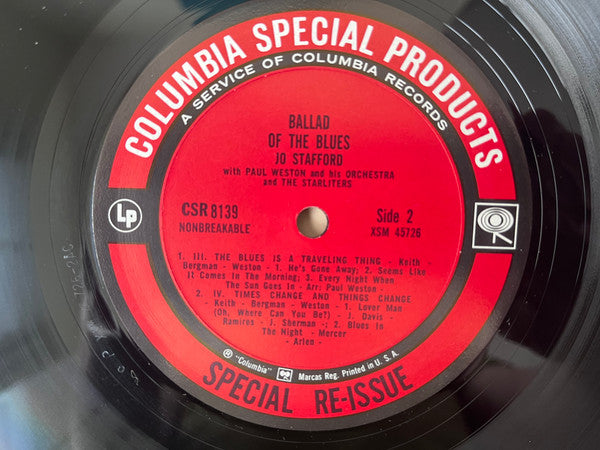 COLUMBIA SPECIAL PRODUCTS
A SERVICE OF COLUMBIA RECORDS
BALLAD
OF THE BLUES
JO STAFFORD
with PAUL WESTON and his ORCHESTRA
and THE STARLITERS
Lp
CSR 8139
NONBREAKABLE
Side 2
XSM 45726
1. III. THE BLUES IS A TRAVELING THING - Keith -
Bergman - Weston - 1. He's Gone Away; 2. Seems Like
It Comes In The Morning; 3. Every Night When
The Sun Goes In - Arr: Paul Weston -
2. IV. TIMES CHANGE AND THINGS CHANGE
- Keith - Bergman - Weston - 1. Lover Man
(Oh, Where Can You Be?) - J. Davis -
Ramirez - J. Sherman -; 2. Blues In
The Night - Mercer
- Arlen -
® "Columbia" Marcas Reg. Printed in U. S. A.
SPECIAL RE-ISSUE